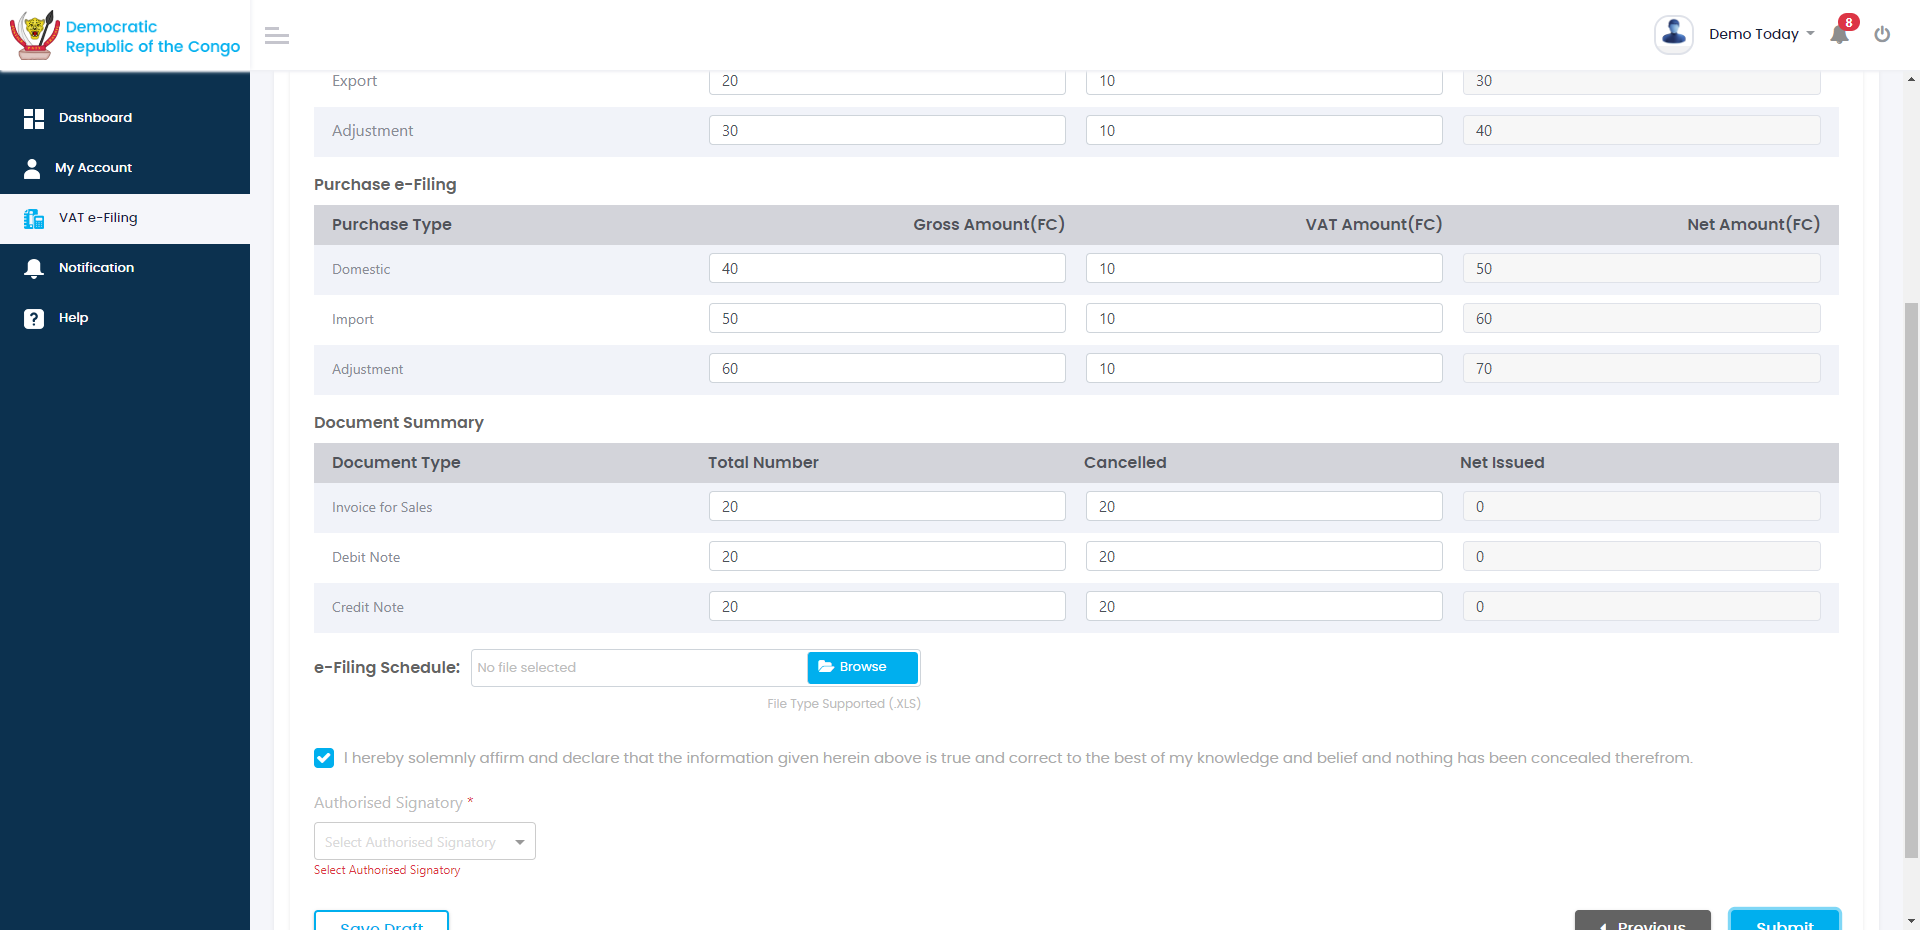 Democratic
Republic of the Congo
Demo Today
8
Dashboard
My Account
VAT e-Filing
Notification
Help
Export 20 10 30
Adjustment 30 10 40
Purchase e-Filing
Purchase Type Gross Amount(FC) VAT Amount(FC) Net Amount(FC)
Domestic 40 10 50
Import 50 10 60
Adjustment 60 10 70
Document Summary
Document Type Total Number Cancelled Net Issued
Invoice for Sales 20 20 0
Debit Note 20 20 0
Credit Note 20 20 0
e-Filing Schedule: No file selected Browse
File Type Supported (.XLS)
I hereby solemnly affirm and declare that the information given herein above is true and correct to the best of my knowledge and belief and nothing has been concealed therefrom.
Authorised Signatory *
Select Authorised Signatory
Select Authorised Signatory
Save Draft Previous Submit